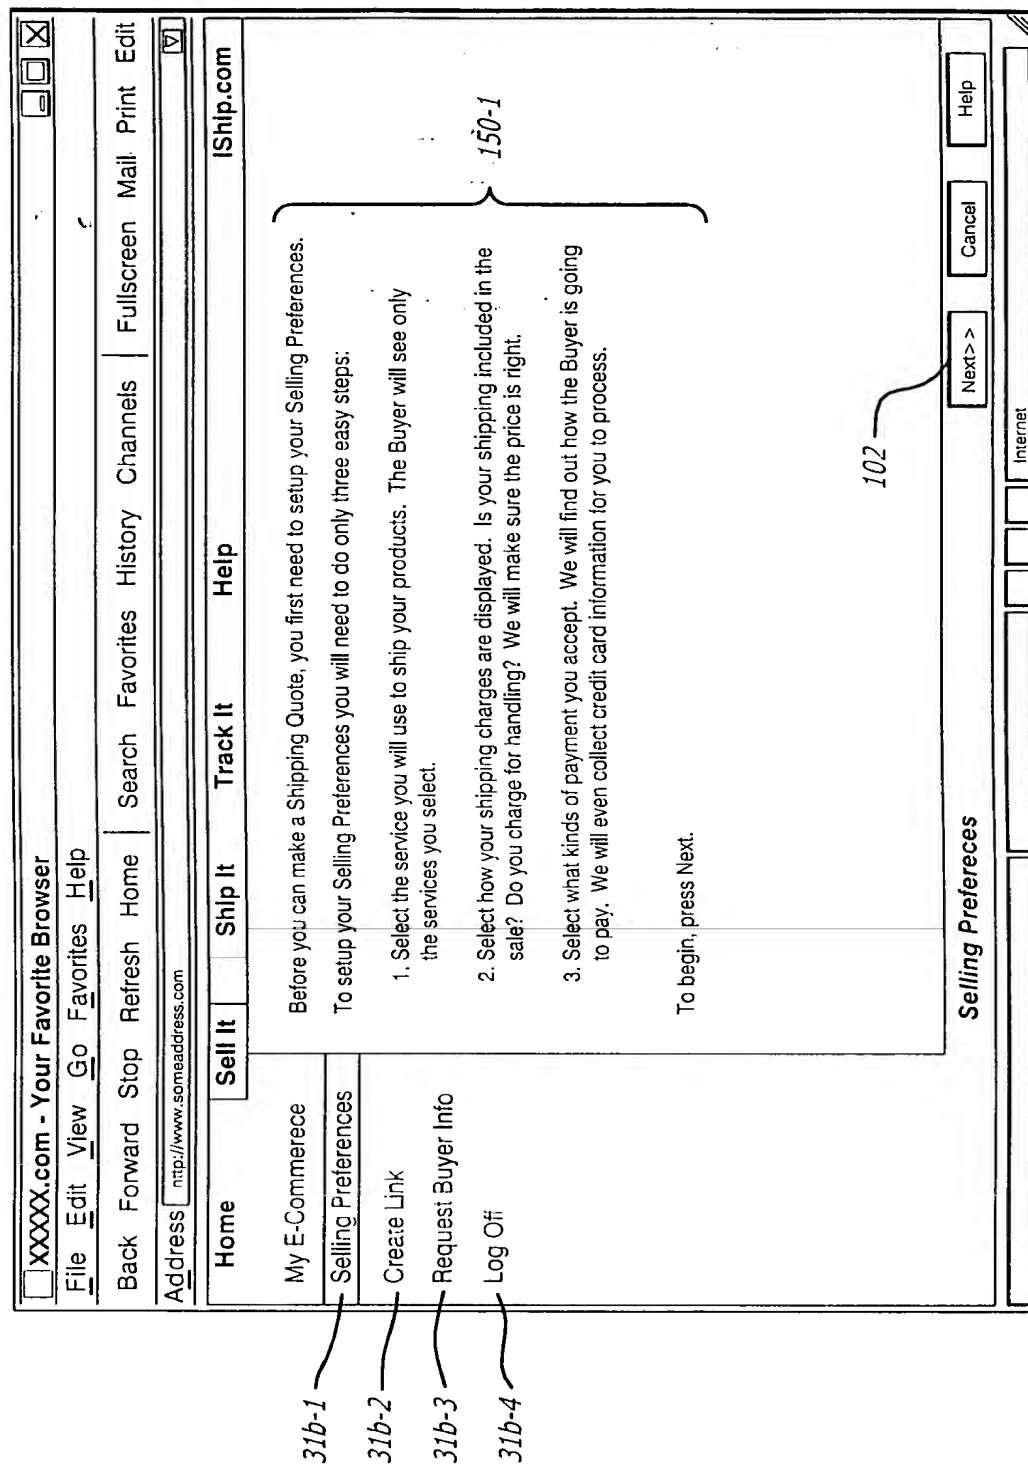 XXXXX.com - Your Favorite Browser
File Edit View Go Favorites Help
Back Forward Stop Refresh Home Search Favorites History Channels Fullscreen Mail Print Edit
Address http://www.someaddress.com
Home Sell It Ship It Track It Help IShip.com
My E-Commerece
Selling Preferences
Create Link
Request Buyer Info
Log Off
31b-1
31b-2
31b-3
31b-4
Before you can make a Shipping Quote, you first need to setup your Selling Preferences.
To setup your Selling Preferences you will need to do only three easy steps:
1. Select the service you will use to ship your products. The Buyer will see only
the services you select.
2. Select how your shipping charges are displayed. Is your shipping included in the
sale? Do you charge for handling? We will make sure the price is right.
3. Select what kinds of payment you accept. We will find out how the Buyer is going
to pay. We will even collect credit card information for you to process.
To begin, press Next.
150-1
102
Selling Prefereces
Next>>
Cancel
Help
Internet